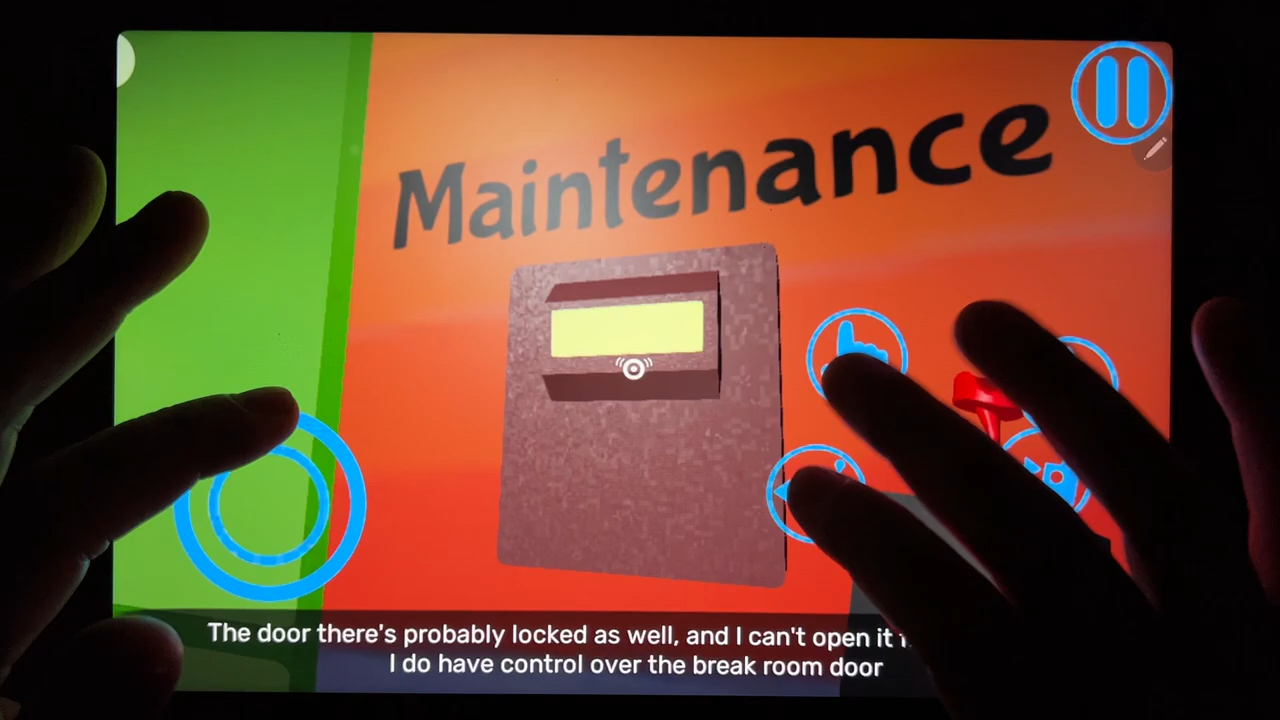 Maintenance
The door there's probably locked as well, and I can't open it
I do have control over the break room door